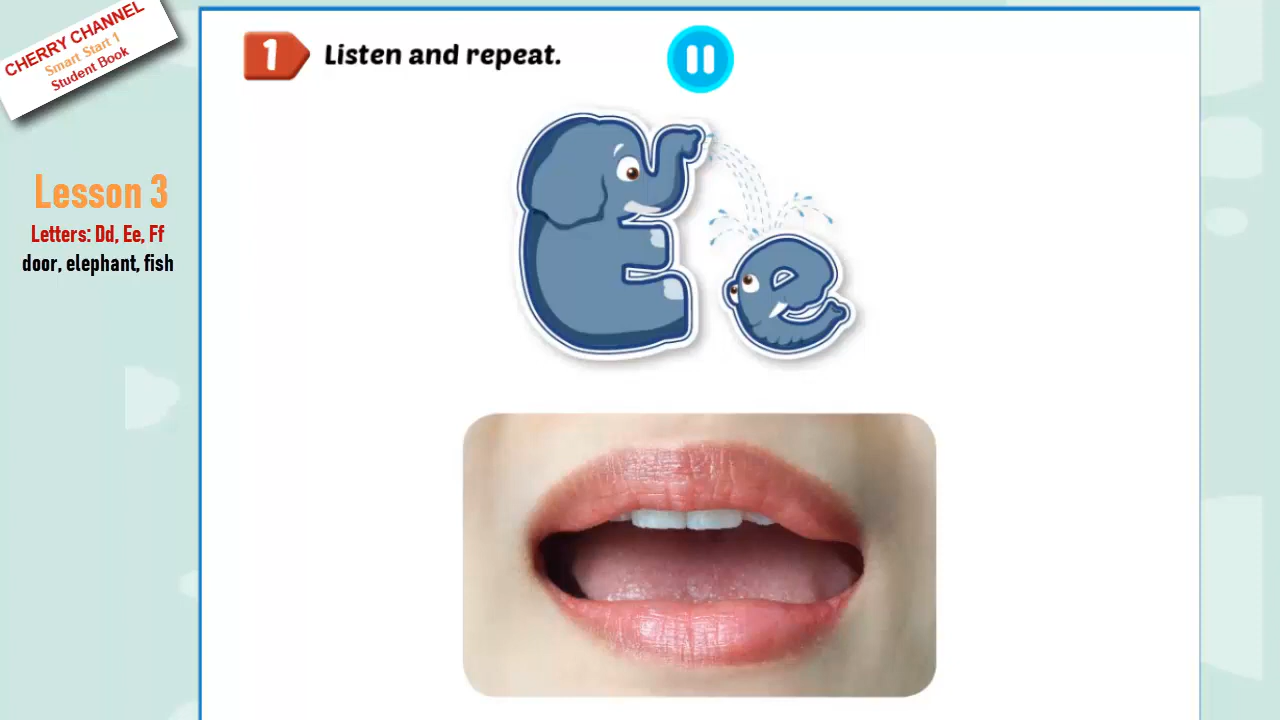 CHERRY CHANNEL
Smart Start 1
Student Book
1 Listen and repeat.
Lesson 3
Letters: Dd, Ee, Ff
door, elephant, fish
E e